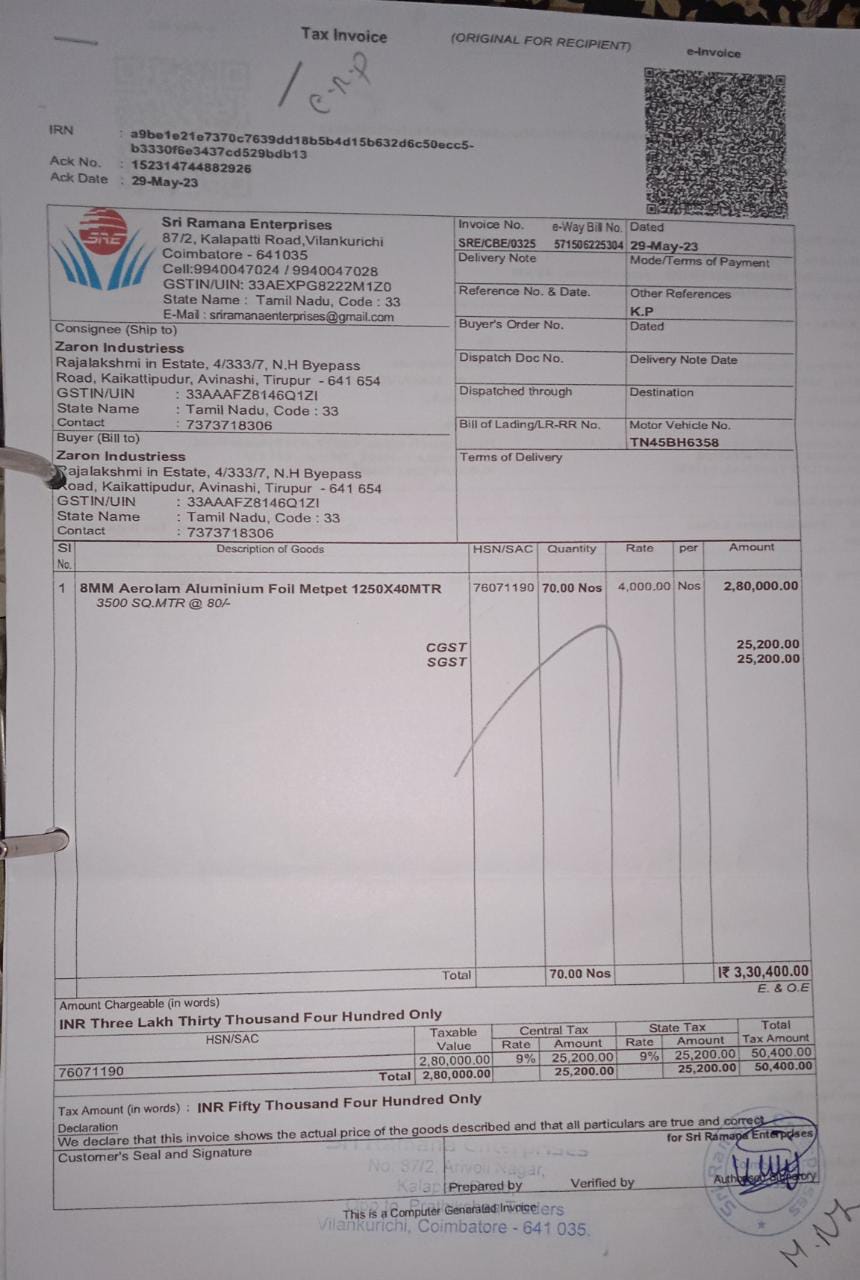 Tax Invoice
(ORIGINAL FOR RECIPIENT)
e-Invoice
IRN : a9be1e21e7370c7639dd18b5b4d15b632d6c50ecc5-
b3330f6e3437cd529bdb13
Ack No. : 152314744882926
Ack Date : 29-May-23
SRE
Sri Ramana Enterprises
87/2, Kalapatti Road,Vilankurichi
Coimbatore - 641035
Cell:9940047024 / 9940047028
GSTIN/UIN: 33AEXPG8222M1Z0
State Name : Tamil Nadu, Code : 33
E-Mail : sriramanaenterprises@gmail.com
Invoice No. e-Way Bill No. Dated
SRE/CBE/0325 571506225304 29-May-23
Delivery Note Mode/Terms of Payment
Reference No. & Date. Other References
K.P
Buyer's Order No. Dated
Dispatch Doc No. Delivery Note Date
Dispatched through Destination
Bill of Lading/LR-RR No. Motor Vehicle No.
TN45BH6358
Terms of Delivery
Consignee (Ship to)
Zaron Industriess
Rajalakshmi in Estate, 4/333/7, N.H Byepass
Road, Kaikattipudur, Avinashi, Tirupur - 641 654
GSTIN/UIN : 33AAAFZ8146Q1ZI
State Name : Tamil Nadu, Code : 33
Contact : 7373718306
Buyer (Bill to)
Zaron Industriess
Rajalakshmi in Estate, 4/333/7, N.H Byepass
Road, Kaikattipudur, Avinashi, Tirupur - 641 654
GSTIN/UIN : 33AAAFZ8146Q1ZI
State Name : Tamil Nadu, Code : 33
Contact : 7373718306
Sl No. Description of Goods HSN/SAC Quantity Rate per Amount
1 8MM Aerolam Aluminium Foil Metpet 1250X40MTR 76071190 70.00 Nos 4,000.00 Nos 2,80,000.00
3500 SQ.MTR @ 80/-
CGST 25,200.00
SGST 25,200.00
Total 70.00 Nos I₹ 3,30,400.00
Amount Chargeable (in words) E. & O.E
INR Three Lakh Thirty Thousand Four Hundred Only
HSN/SAC Taxable Value Central Tax State Tax Total Tax Amount
Rate Amount Rate Amount
76071190 2,80,000.00 9% 25,200.00 9% 25,200.00 50,400.00
Total 2,80,000.00 25,200.00 25,200.00 50,400.00
Tax Amount (in words) : INR Fifty Thousand Four Hundred Only
Declaration
We declare that this invoice shows the actual price of the goods described and that all particulars are true and correct
Customer's Seal and Signature
for Sri Ramana Enterprises
No. 87/2, Arivoli Nagar,
Prepared by Verified by Authorised Signatory
This is a Computer Generated Invoice
Vilankurichi, Coimbatore - 641 035.